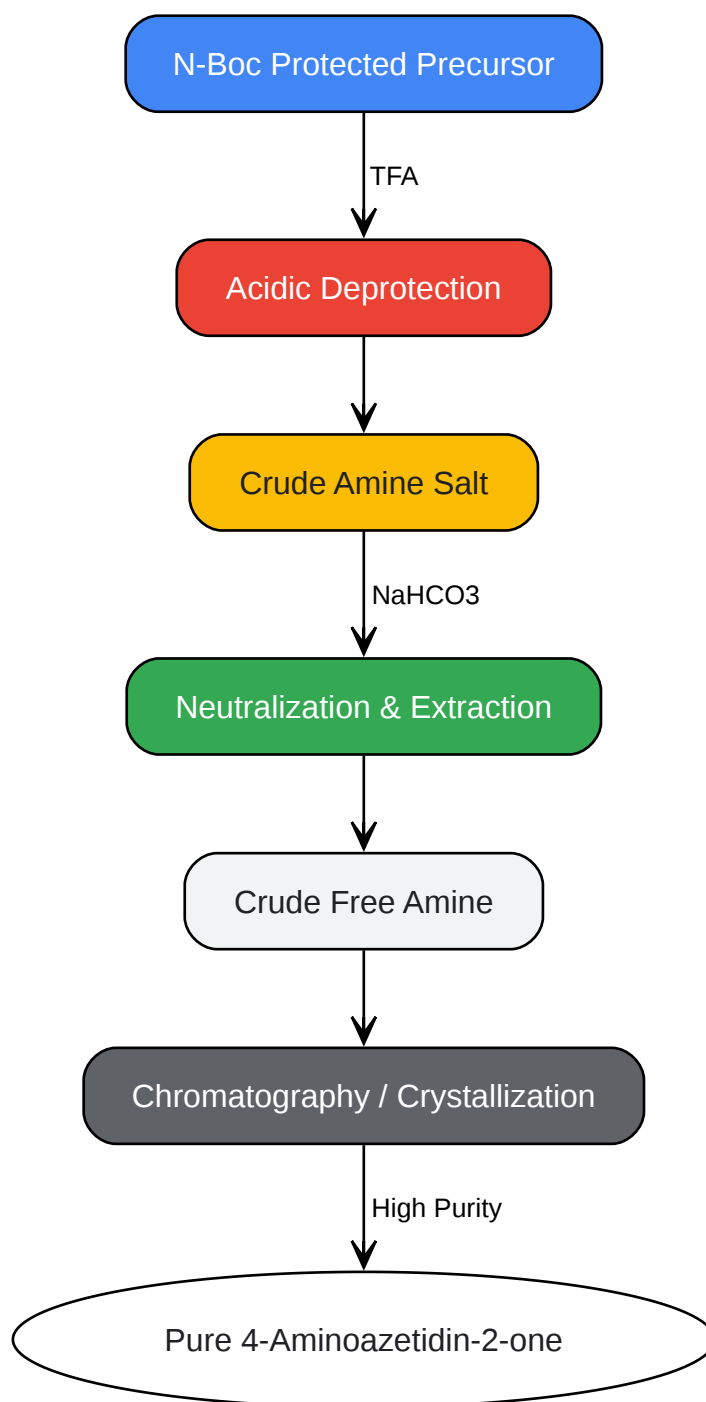 N-Boc Protected Precursor
TFA
Acidic Deprotection
Crude Amine Salt
NaHCO3
Neutralization & Extraction
Crude Free Amine
Chromatography / Crystallization
High Purity
Pure 4-Aminoazetidin-2-one